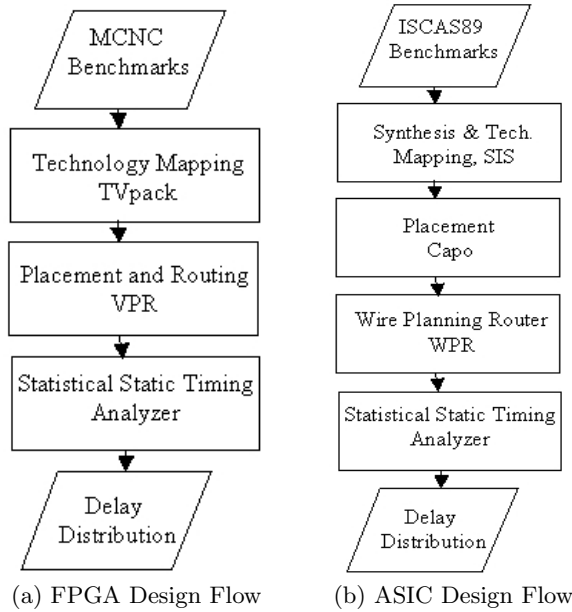 MCNC
Benchmarks
Technology Mapping
TVpack
Placement and Routing
VPR
Statistical Static Timing
Analyzer
Delay
Distribution
(a) FPGA Design Flow
ISCAS89
Benchmarks
Synthesis & Tech.
Mapping, SIS
Placement
Capo
Wire Planning Router
WPR
Statistical Static Timing
Analyzer
Delay
Distribution
(b) ASIC Design Flow